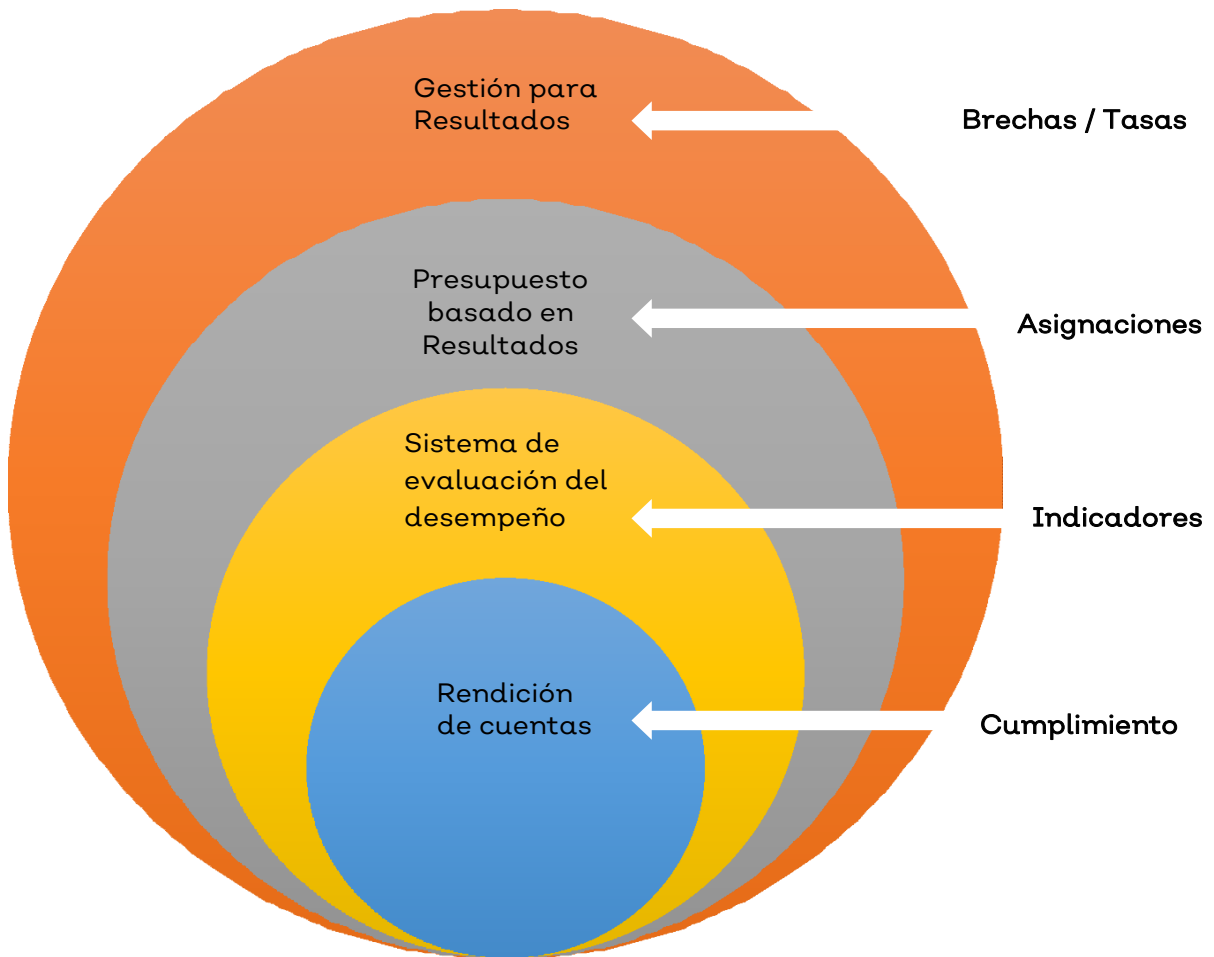 Gestión para
Resultados
Brechas / Tasas
Presupuesto
basado en
Resultados
Asignaciones
Sistema de
evaluación del
desempeño
Indicadores
Rendición
de cuentas
Cumplimiento